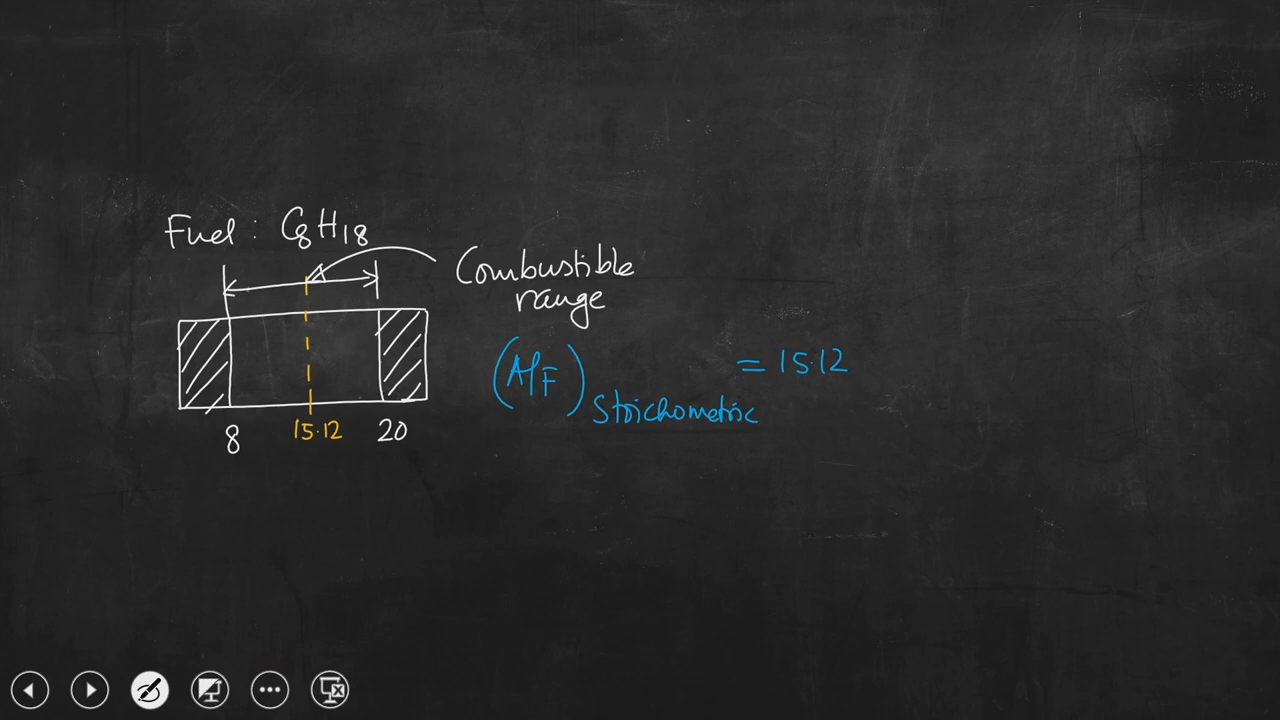 Fuel : C8H18
Combustible
range
(A/F) Stoichometric = 15.12
8 15.12 20